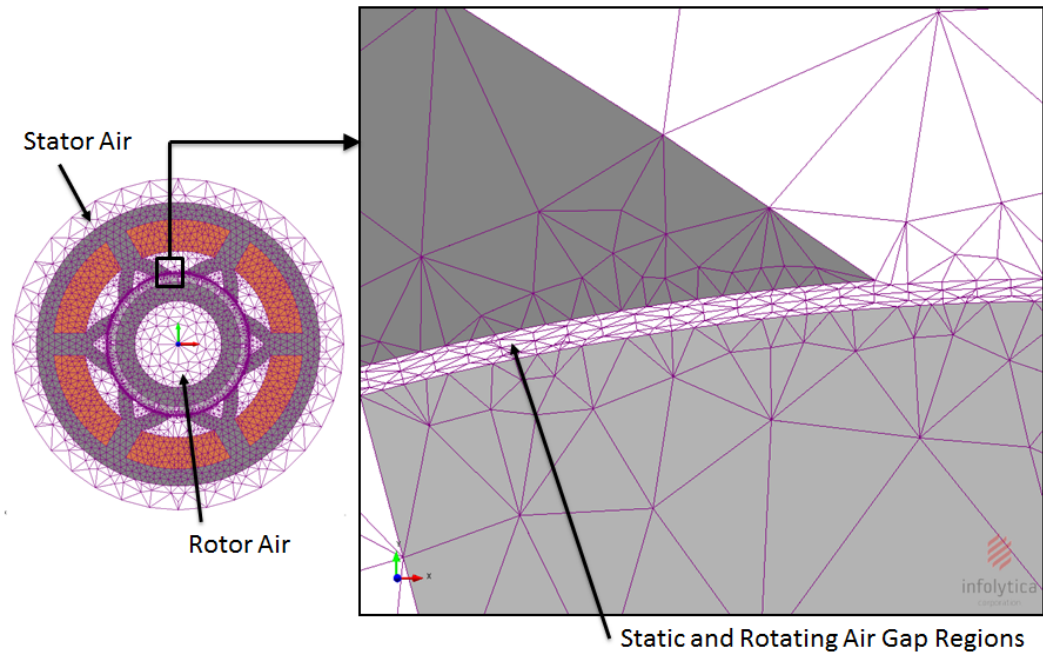 Stator Air
Rotor Air
Y
X
infolytica
corporation
Static and Rotating Air Gap Regions